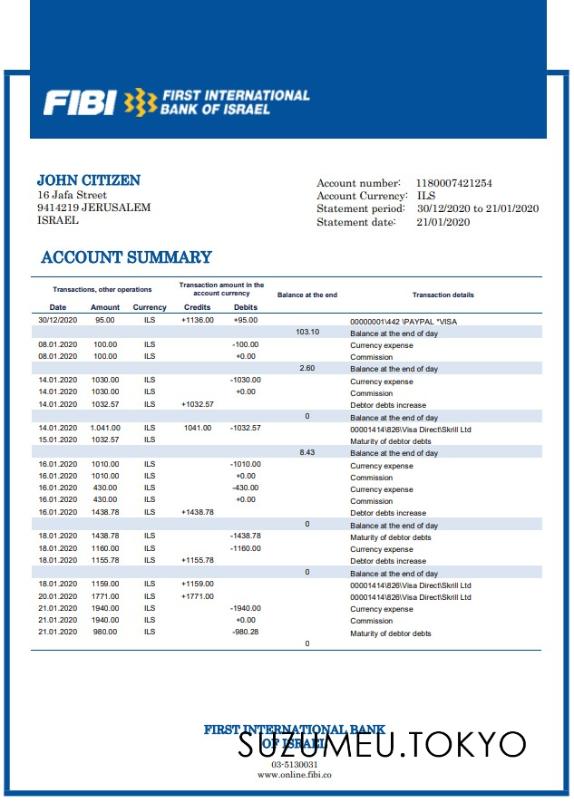 FIBI FIRST INTERNATIONAL
BANK OF ISRAEL
JOHN CITIZEN
16 Jafa Street
9414219 JERUSALEM
ISRAEL
Account number: 1180007421254
Account Currency: ILS
Statement period: 30/12/2020 to 21/01/2020
Statement date: 21/01/2020
ACCOUNT SUMMARY
Transactions, other operations Transaction amount in the account currency Balance at the end Transaction details
Date Amount Currency Credits Debits
30/12/2020 95.00 ILS +1136.00 +95.00 00000001\442 \PAYPAL *VISA
103.10 Balance at the end of day
08.01.2020 100.00 ILS -100.00 Currency expense
08.01.2020 100.00 ILS +0.00 Commission
2.60 Balance at the end of day
14.01.2020 1030.00 ILS -1030.00 Currency expense
14.01.2020 1030.00 ILS +0.00 Commission
14.01.2020 1032.57 ILS +1032.57 Debtor debts increase
0 Balance at the end of day
14.01.2020 1.041.00 ILS 1041.00 -1032.57 00001414\826\Visa Direct\Skrill Ltd
15.01.2020 1032.57 ILS Maturity of debtor debts
8.43 Balance at the end of day
16.01.2020 1010.00 ILS -1010.00 Currency expense
16.01.2020 1010.00 ILS +0.00 Commission
16.01.2020 430.00 ILS -430.00 Currency expense
16.01.2020 430.00 ILS +0.00 Commission
16.01.2020 1438.78 ILS +1438.78 Debtor debts increase
0 Balance at the end of day
18.01.2020 1438.78 ILS -1438.78 Maturity of debtor debts
18.01.2020 1160.00 ILS -1160.00 Currency expense
18.01.2020 1155.78 ILS +1155.78 Debtor debts increase
0 Balance at the end of day
18.01.2020 1159.00 ILS +1159.00 00001414\826\Visa Direct\Skrill Ltd
20.01.2020 1771.00 ILS +1771.00 00001414\826\Visa Direct\Skrill Ltd
21.01.2020 1940.00 ILS -1940.00 Currency expense
21.01.2020 1940.00 ILS +0.00 Commission
21.01.2020 980.00 ILS -980.28 Maturity of debtor debts
0
FIRST INTERNATIONAL BANK
OF ISRAEL
SUZUMEU.TOKYO
03-5130031
www.online.fibi.co